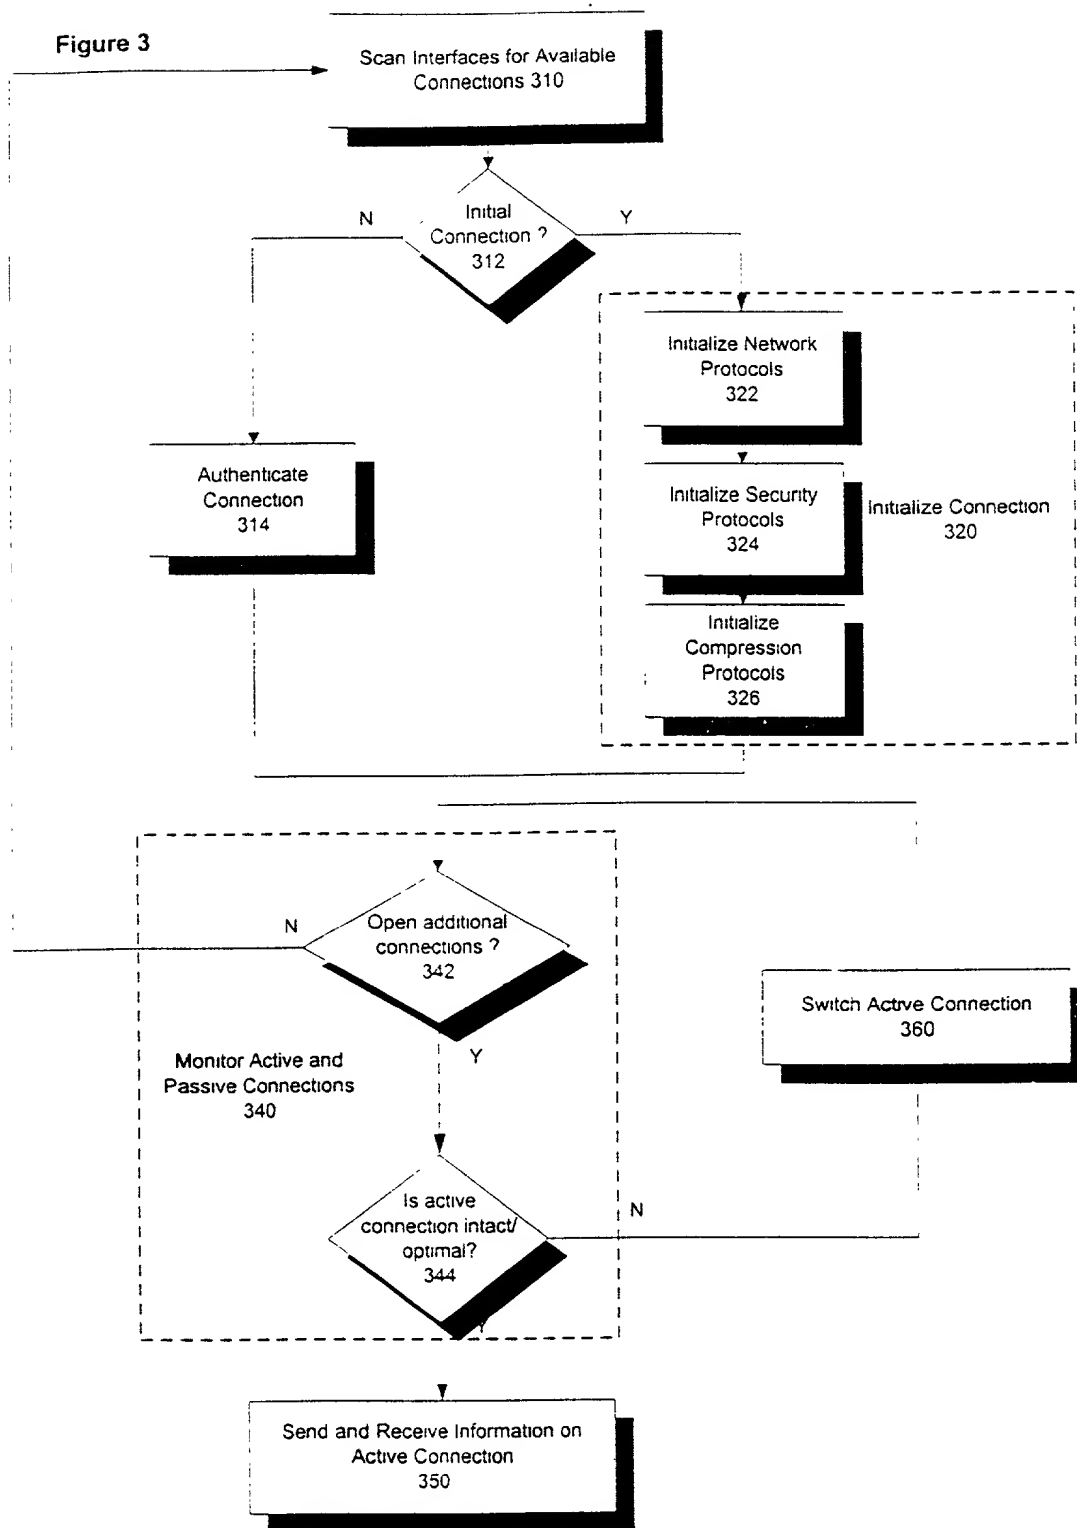 Figure 3
Scan Interfaces for Available
Connections 310
Initial
Connection ?
312
N
Y
Initialize Network
Protocols
322
Authenticate
Connection
314
Initialize Security
Protocols
324
Initialize Connection
320
Initialize
Compression
Protocols
326
Open additional
connections ?
342
N
Y
Switch Active Connection
360
Monitor Active and
Passive Connections
340
Is active
connection intact/
optimal?
344
N
Y
Send and Receive Information on
Active Connection
350